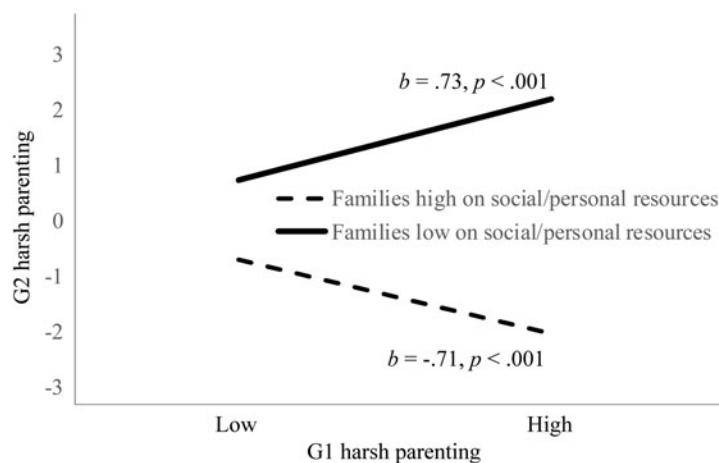 3
b = .73, p < .001
2
1
Families high on social/personal resources
0
Families low on social/personal resources
-1
-2
b = -.71, p < .001
-3
G2 harsh parenting
Low
High
G1 harsh parenting